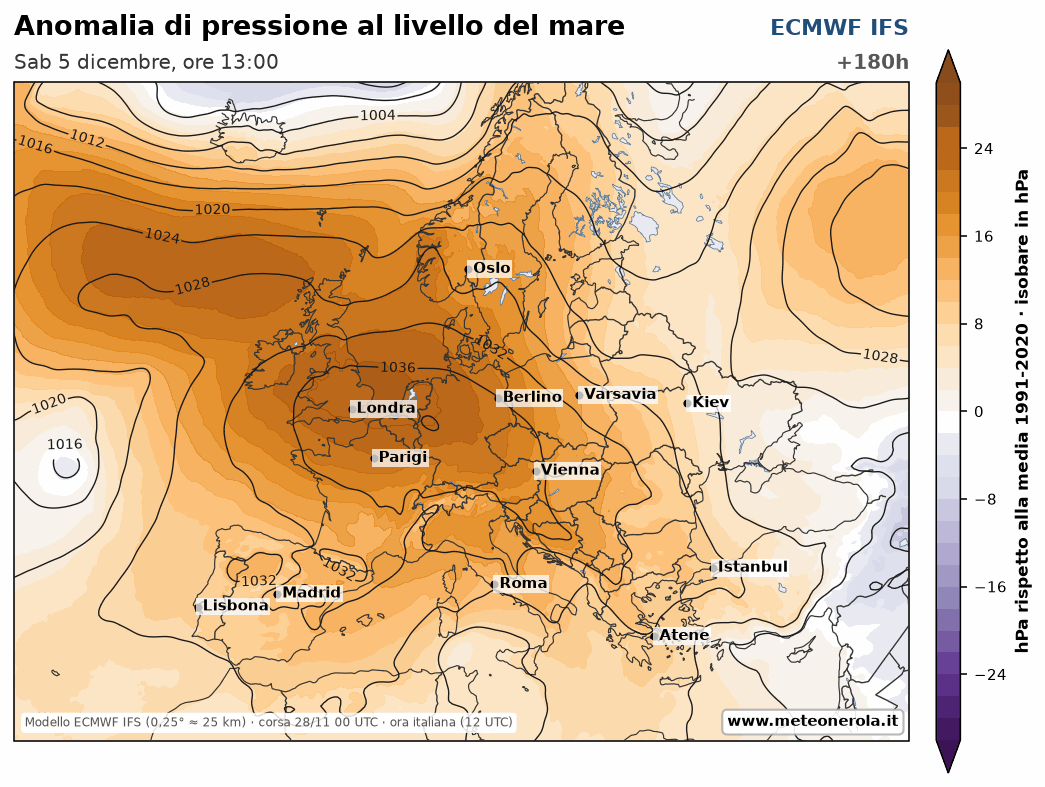 Anomalia di pressione al livello del mare
ECMWF IFS
Sab 5 dicembre, ore 13:00
+180h
1004
1012
1016
1020
1024
1028
1032
1036
1028
1020
1016
1032
1032
Oslo
Londra
Berlino
Varsavia
Kiev
Parigi
Vienna
Istanbul
Roma
Madrid
Lisbona
Atene
24
16
8
0
−8
−16
−24
hPa rispetto alla media 1991-2020 · isobare in hPa
Modello ECMWF IFS (0,25° ≈ 25 km) · corsa 28/11 00 UTC · ora italiana (12 UTC)
www.meteonerola.it